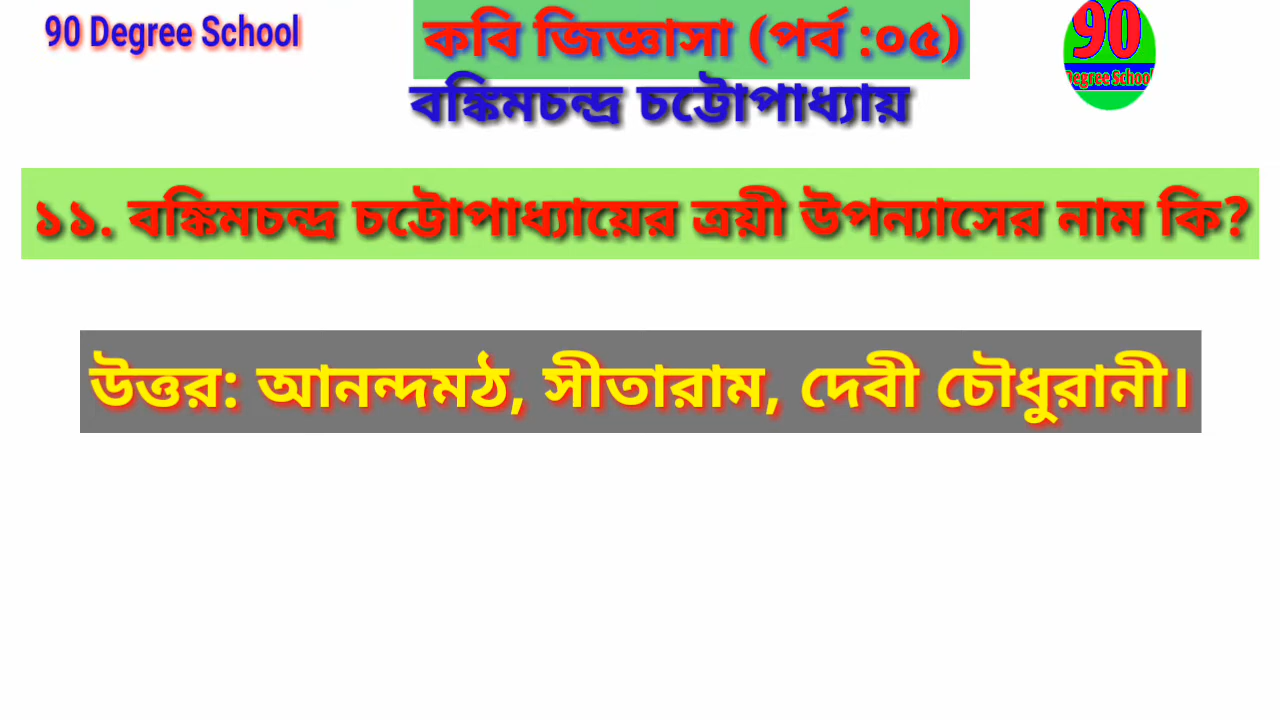 90 Degree School
কবি জিজ্ঞাসা (পর্ব :০৫)
বঙ্কিমচন্দ্র চট্টোপাধ্যায়
90
Degree School
১১. বঙ্কিমচন্দ্র চট্টোপাধ্যায়ের ত্রয়ী উপন্যাসের নাম কি?
উত্তর: আনন্দমঠ, সীতারাম, দেবী চৌধুরানী।